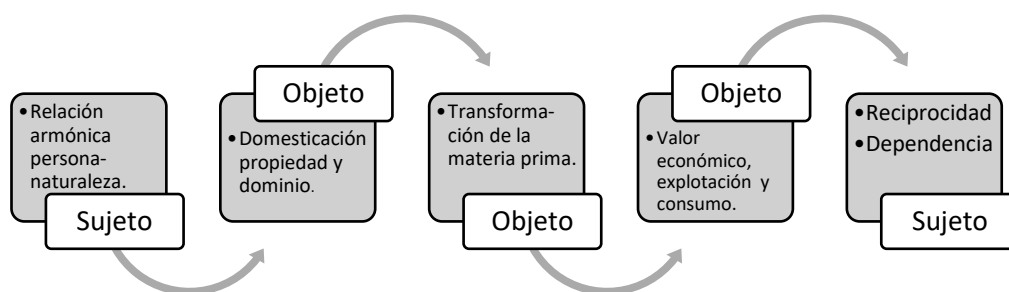 •Relación
armónica
persona-
naturaleza.
Sujeto
Objeto
•Domesticación
propiedad y
dominio.
•Transforma-
ción de la
materia prima.
Objeto
Objeto
•Valor
económico,
explotación y
consumo.
•Reciprocidad
•Dependencia
Sujeto